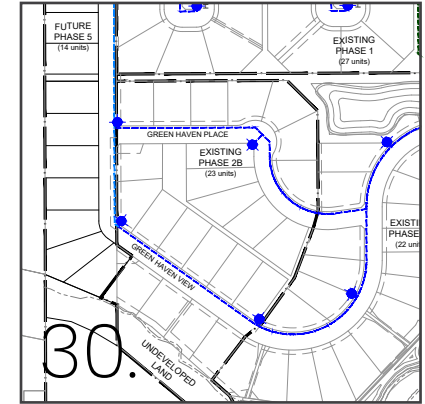 FUTURE
PHASE 5
(14 units)
EXISTING
PHASE 1
(27 units)
GREEN HAVEN PLACE
EXISTING
PHASE 2B
(23 units)
EXISTI
PHASE
(22 uni
GREEN HAVEN VIEW
UNDEVELOPED
LAND
30.